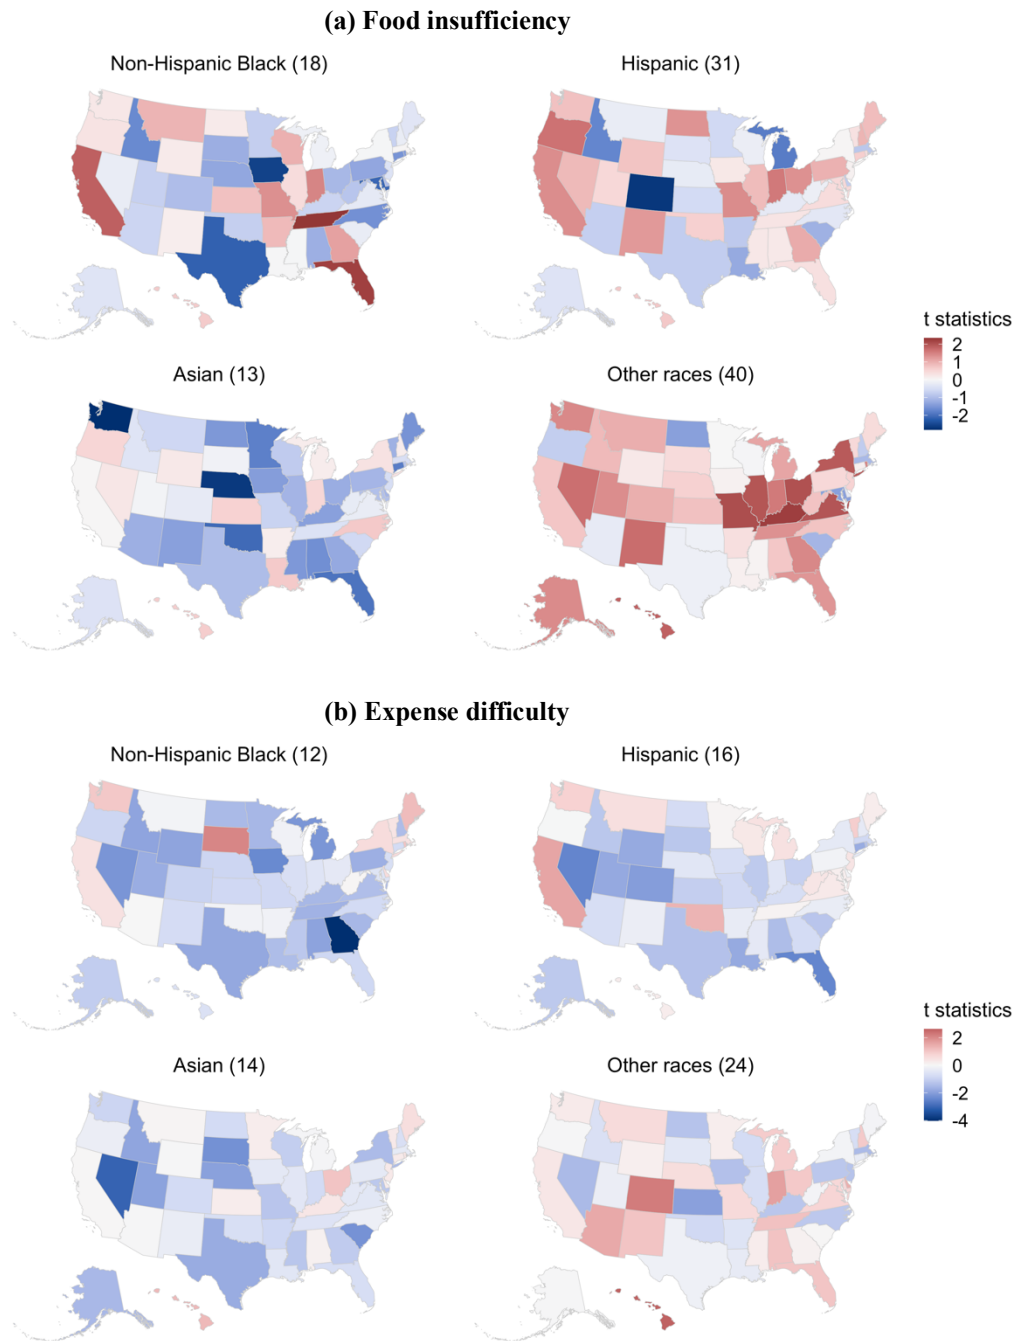 (a) Food insufficiency
Non-Hispanic Black (18)
Hispanic (31)
t statistics
2
1
0
-1
-2
Asian (13)
Other races (40)
(b) Expense difficulty
Non-Hispanic Black (12)
Hispanic (16)
t statistics
2
0
-2
-4
Asian (14)
Other races (24)